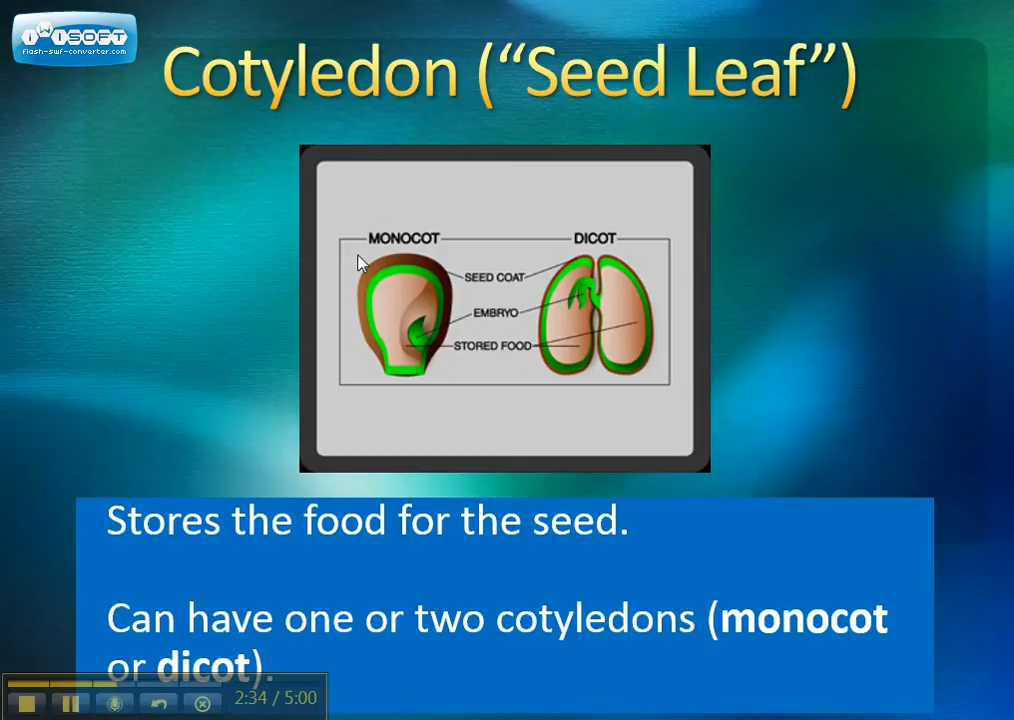 iWiSOFT
flash-swf-converter.com
Cotyledon (“Seed Leaf”)
MONOCOT
DICOT
SEED COAT
EMBRYO
STORED FOOD
Stores the food for the seed.
Can have one or two cotyledons (monocot
or dicot).
2:34 / 5:00